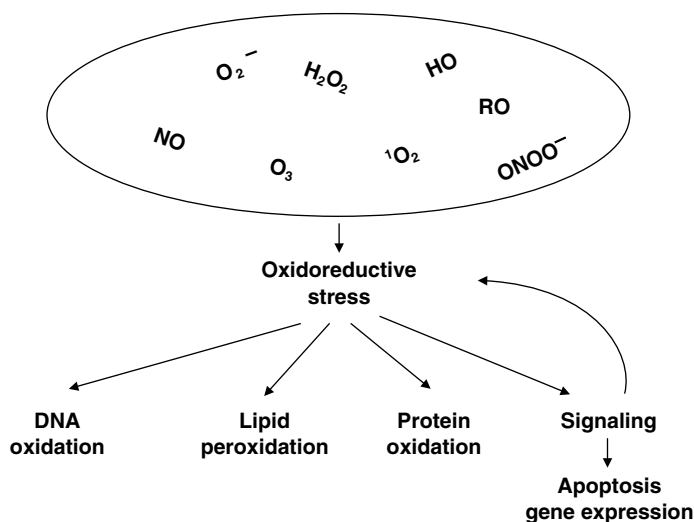 O₂⁻
H₂O₂
HO
RO
NO
O₃
¹O₂
ONOO⁻
Oxidoreductive
stress
DNA
oxidation
Lipid
peroxidation
Protein
oxidation
Signaling
Apoptosis
gene expression